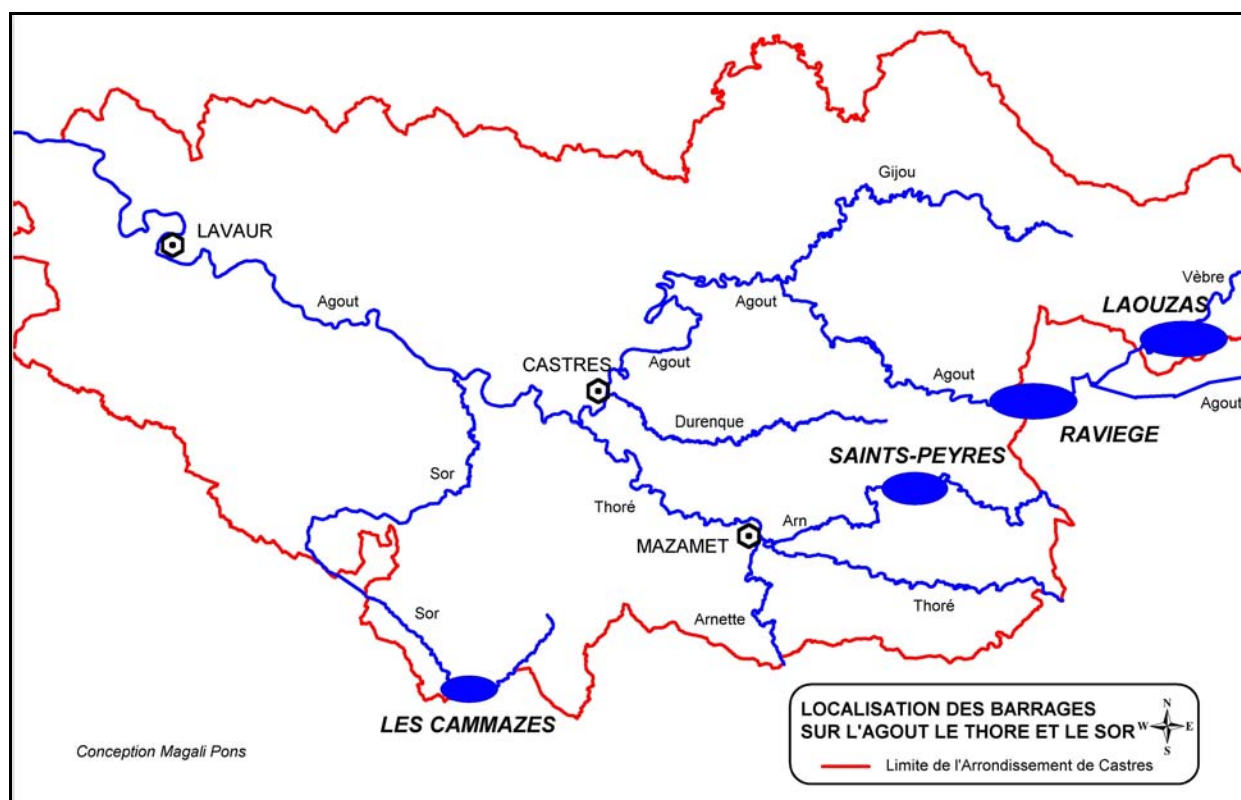 Gijou
LAVAUR
Vèbre
LAOUZAS
Agout
Agout
CASTRES
Agout
Agout
Agout
Durenque
RAVIEGE
SAINTS-PEYRES
Sor
Thoré
Arn
MAZAMET
Sor
Arnette
Thoré
LES CAMMAZES
Conception Magali Pons
LOCALISATION DES BARRAGES
SUR L'AGOUT LE THORE ET LE SOR
N
W
E
S
Limite de l'Arrondissement de Castres